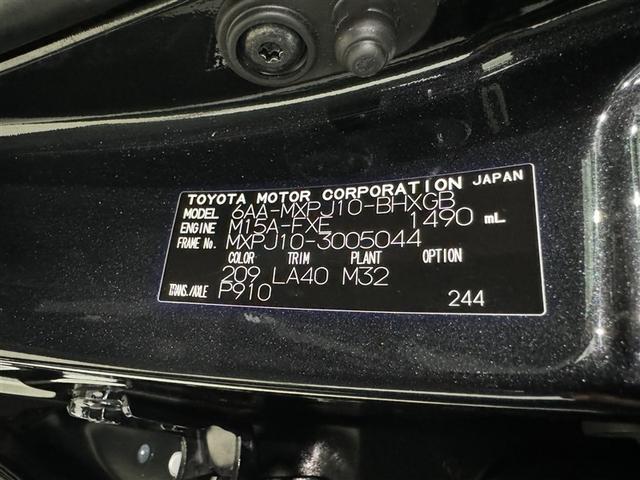 TOYOTA MOTOR CORPORATION JAPAN
MODEL 6AA-MXPJ10-BHXGB
ENGINE M15A-FXE 1490 mL
FRAME No. MXPJ10-3005044
COLOR TRIM PLANT OPTION
209 LA40 M32
TRANS./AXLE P910 244